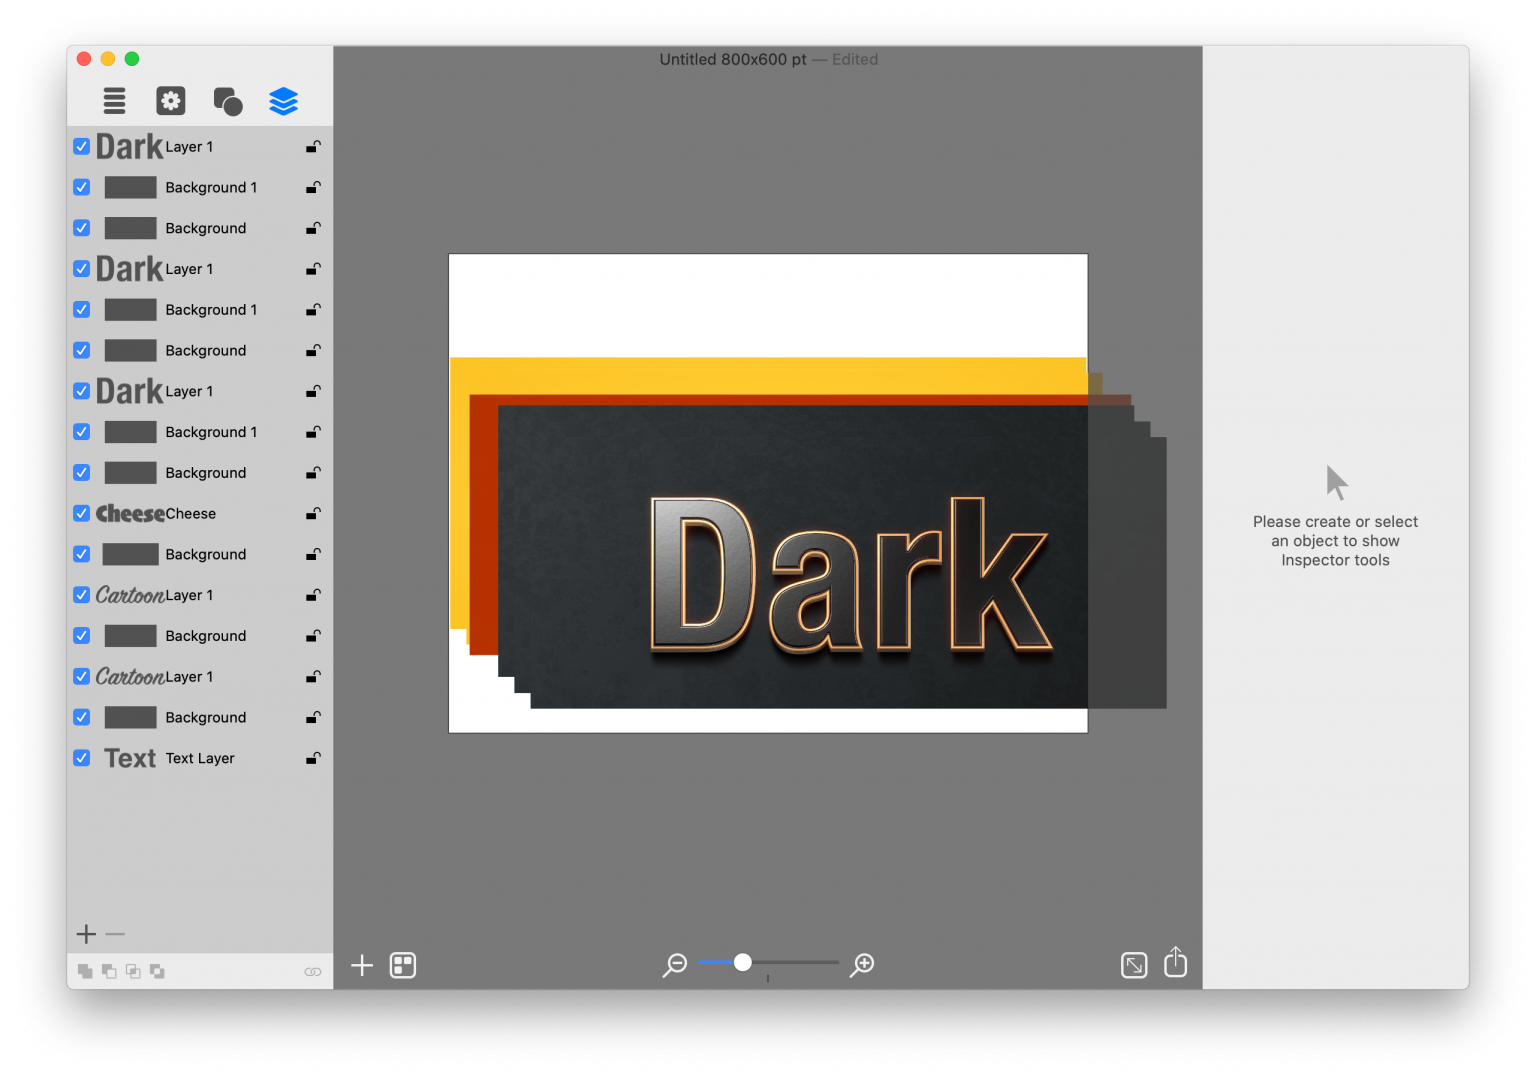 Untitled 800x600 pt — Edited
Dark Layer 1
Background 1
Background
Dark Layer 1
Background 1
Background
Dark Layer 1
Background 1
Background
Cheese Cheese
Background
Cartoon Layer 1
Background
Cartoon Layer 1
Background
Text Text Layer
Dark
Please create or select
an object to show
Inspector tools